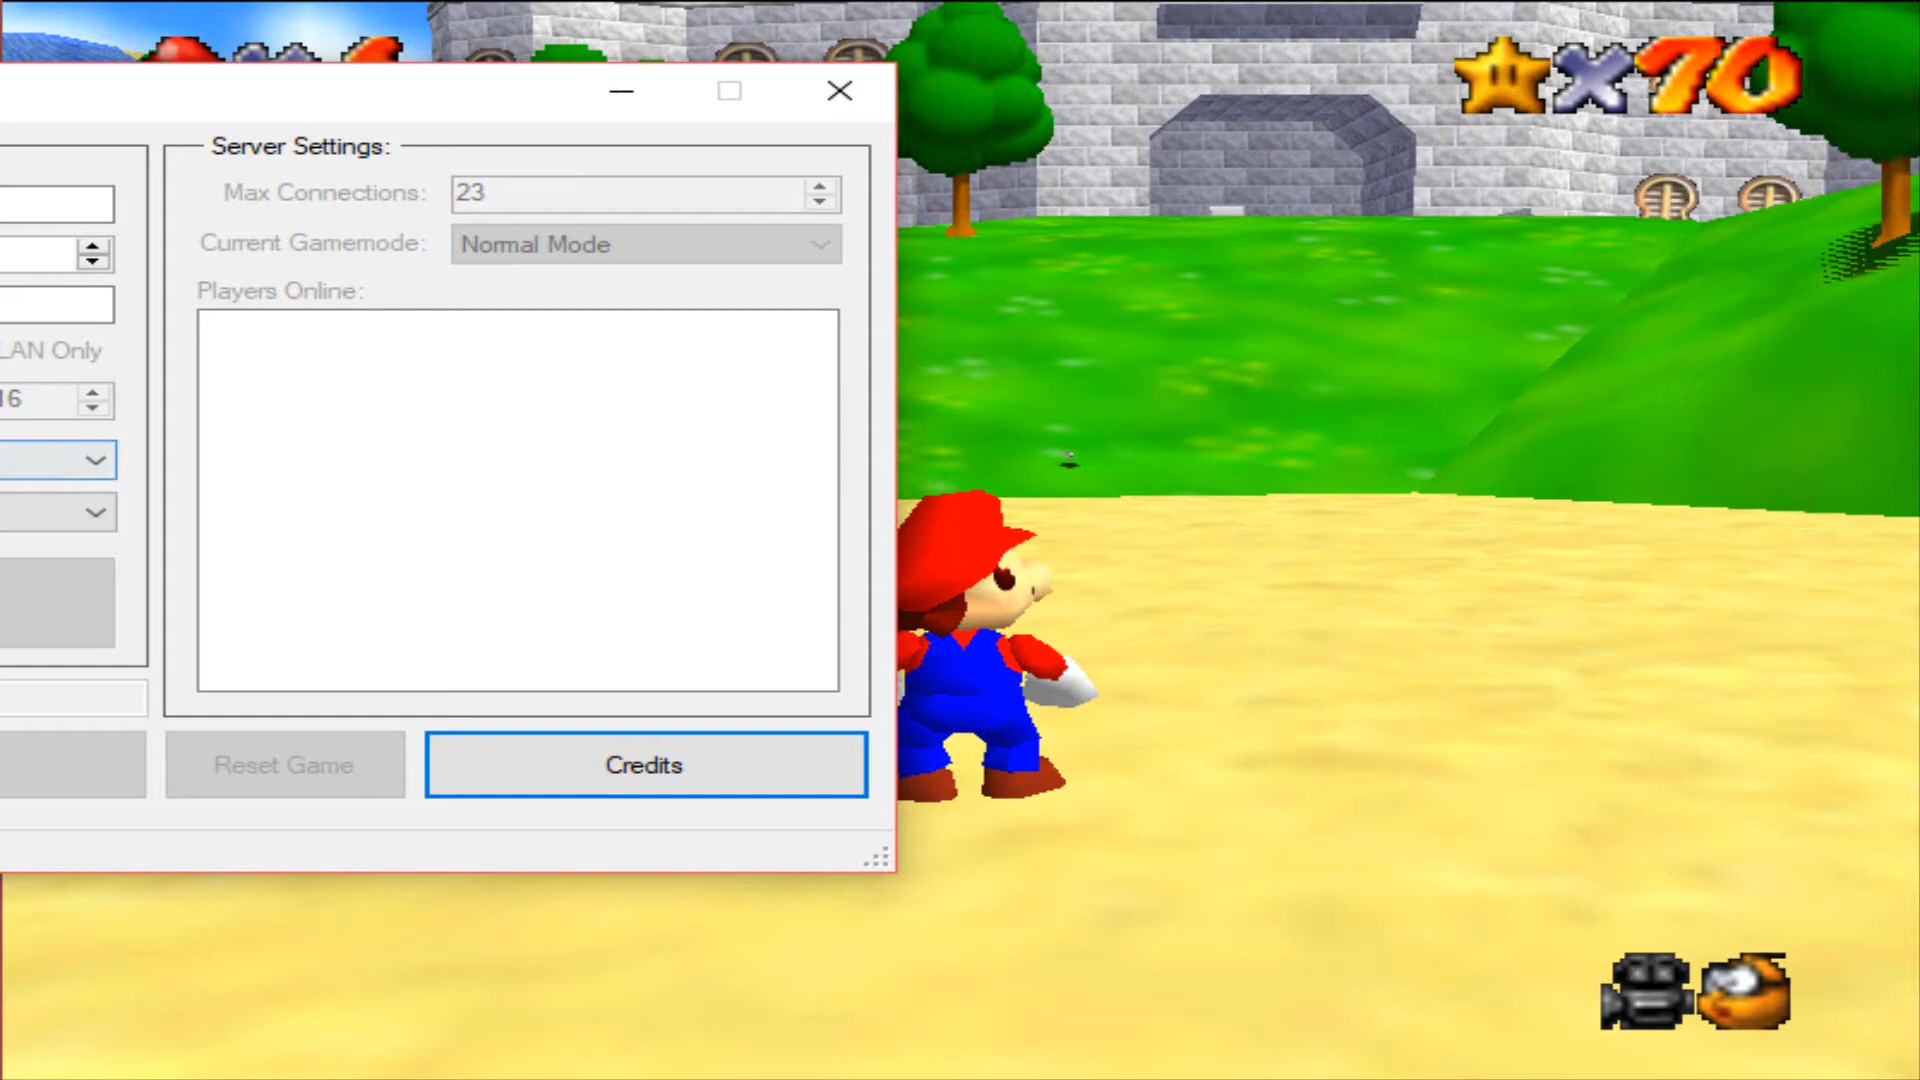 ×70
Server Settings:
Max Connections: 23
Current Gamemode: Normal Mode
Players Online:
LAN Only
16
Reset Game
Credits